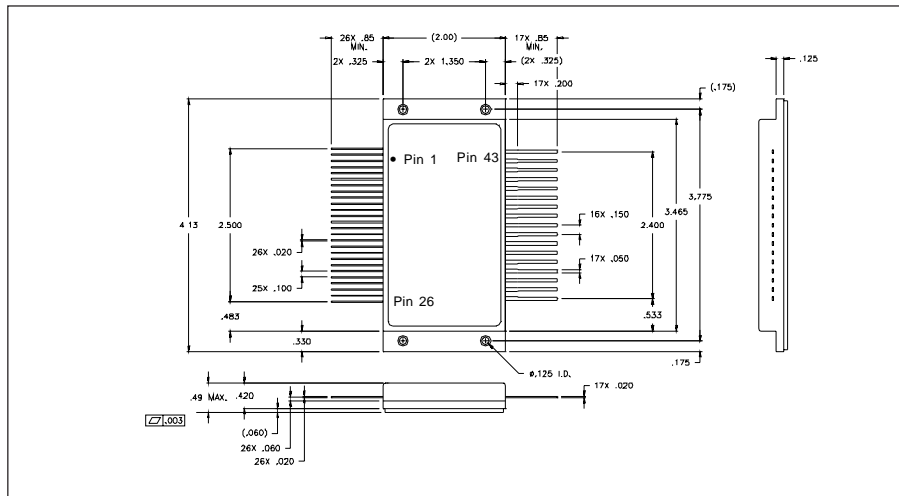 26X .85
MIN.
(2.00)
17X .85
MIN.
2X .325
2X 1.350
(2X .325)
17X .200
.125
(.175)
Pin 1
Pin 43
4.13
2.500
26X .020
25X .100
16X .150
17X .050
2.400
3.465
3.775
Pin 26
.483
.330
.533
.175
Ø.125 I.D.
.49 MAX.
.420
17X .020
.003
(.060)
26X .060
26X .020